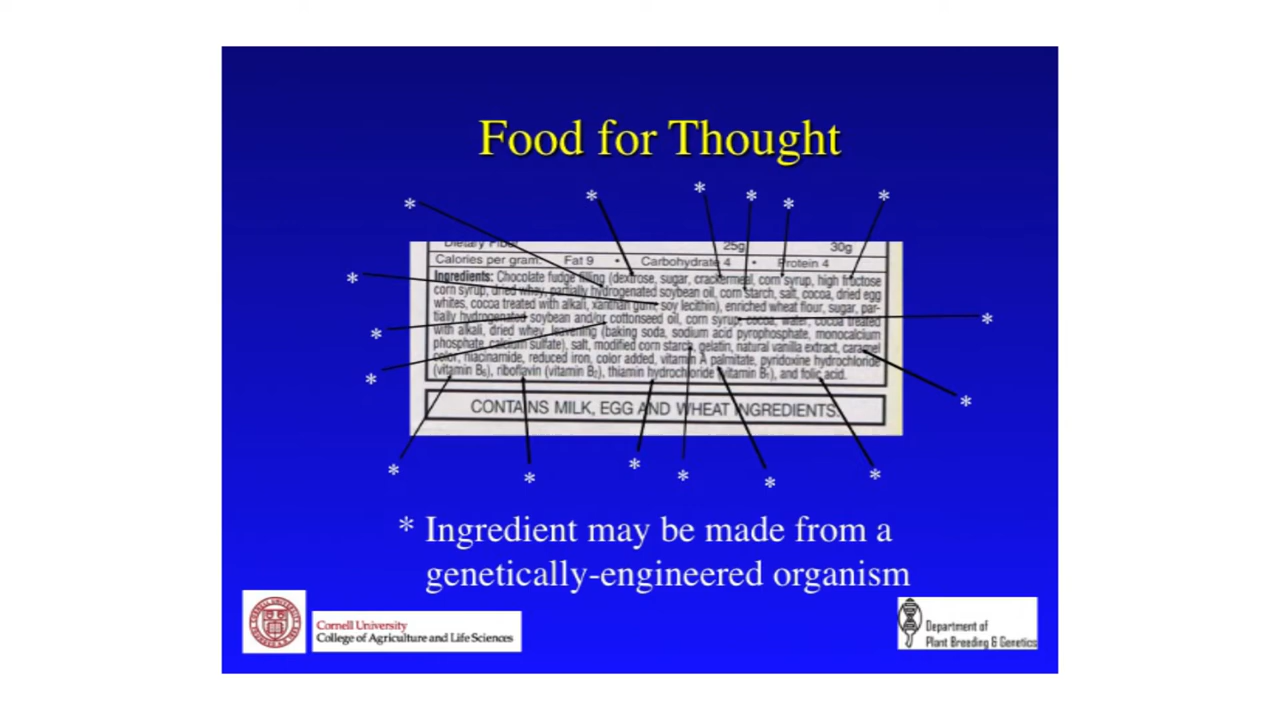 Food for Thought
* * * * * *
Dietary Fiber 25g 30g
Calories per gram: Fat 9 • Carbohydrate 4 • Protein 4
*
Ingredients: Chocolate fudge filling (dextrose, sugar, crackermeal, corn syrup, high fructose
corn syrup, dried whey, partially hydrogenated soybean oil, corn starch, salt, cocoa, dried egg
whites, cocoa treated with alkali, xanthan gum, soy lecithin), enriched wheat flour, sugar, par-
tially hydrogenated soybean and/or cottonseed oil, corn syrup, cocoa, water, cocoa treated
* *
with alkali, dried whey, leavening (baking soda, sodium acid pyrophosphate, monocalcium
phosphate, calcium sulfate), salt, modified corn starch, gelatin, natural vanilla extract, caramel
color, niacinamide, reduced iron, color added, vitamin A palmitate, pyridoxine hydrochloride
(vitamin B6), riboflavin (vitamin B2), thiamin hydrochloride (vitamin B1), and folic acid.
* *
CONTAINS MILK, EGG AND WHEAT INGREDIENTS.
* * * * * *
* Ingredient may be made from a
genetically-engineered organism
Cornell University
College of Agriculture and Life Sciences
Department of
Plant Breeding & Genetics